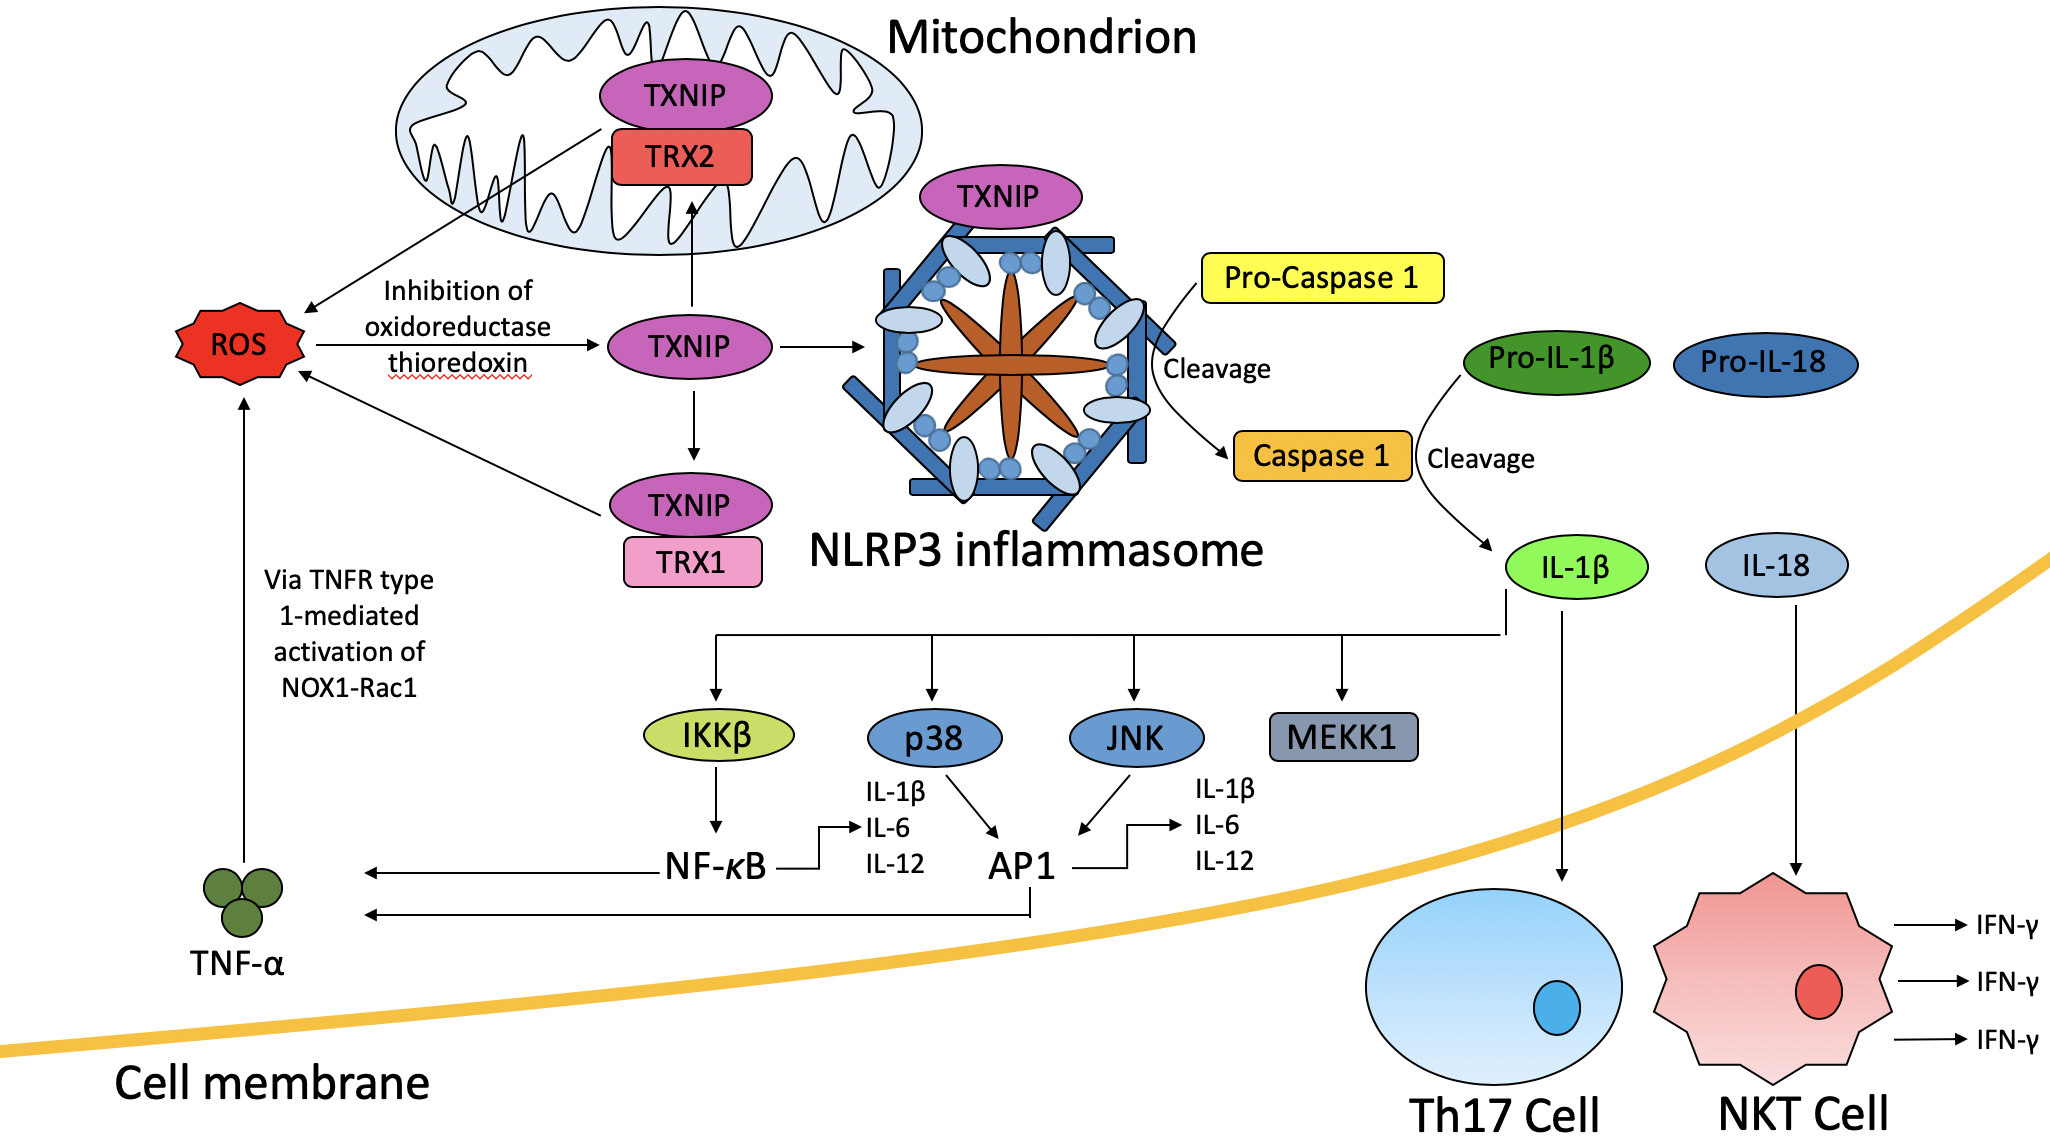 Mitochondrion
TXNIP
TRX2
TXNIP
Pro-Caspase 1
Inhibition of
oxidoreductase
thioredoxin
ROS
TXNIP
Cleavage
Pro-IL-1β
Pro-IL-18
Caspase 1
Cleavage
TXNIP
TRX1
NLRP3 inflammasome
IL-1β
IL-18
Via TNFR type
1-mediated
activation of
NOX1-Rac1
IKKβ
p38
JNK
MEKK1
IL-1β
IL-6
IL-12
IL-1β
IL-6
IL-12
NF-κB
AP1
TNF-α
IFN-γ
IFN-γ
IFN-γ
Cell membrane
Th17 Cell
NKT Cell